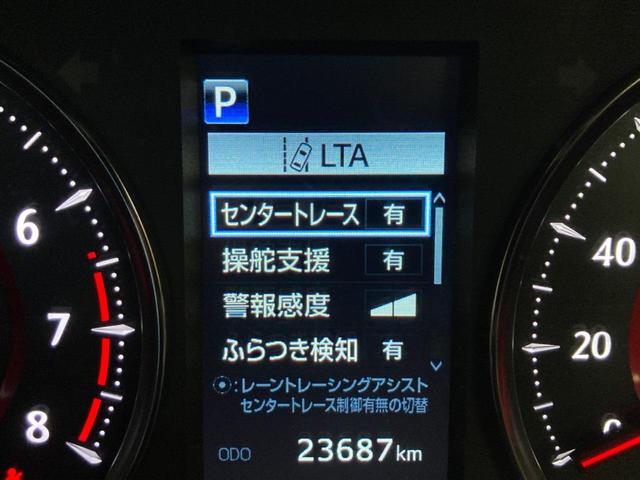 P
LTA
センタートレース 有
操舵支援 有
警報感度
ふらつき検知 有
:レーントレーシングアシスト
センタートレース制御有無の切替
ODO 23687 km
6
7
8
40
20
0